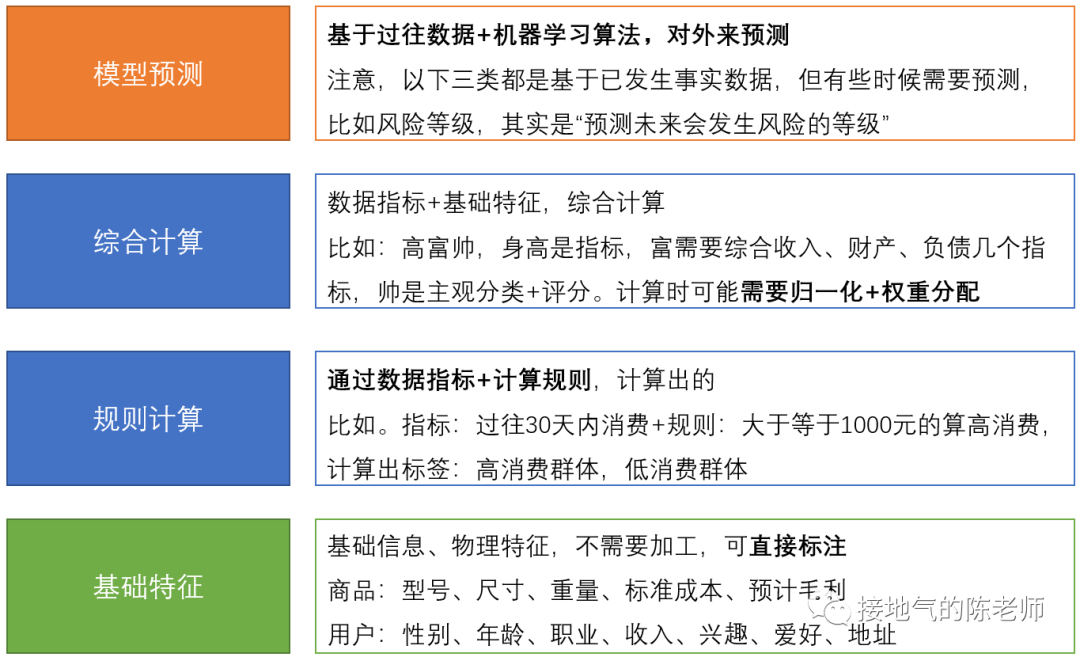 模型预测
基于过往数据+机器学习算法，对外来预测
注意，以下三类都是基于已发生事实数据，但有些时候需要预测，
比如风险等级，其实是“预测未来会发生风险的等级”
综合计算
数据指标+基础特征，综合计算
比如：高富帅，身高是指标，富需要综合收入、财产、负债几个指
标，帅是主观分类+评分。计算时可能需要归一化+权重分配
规则计算
通过数据指标+计算规则，计算出的
比如。指标：过往30天内消费+规则：大于等于1000元的算高消费，
计算出标签：高消费群体，低消费群体
基础特征
基础信息、物理特征，不需要加工，可直接标注
商品：型号、尺寸、重量、标准成本、预计毛利
用户：性别、年龄、职业、收入、兴趣、爱好、地址
接地气的陈老师